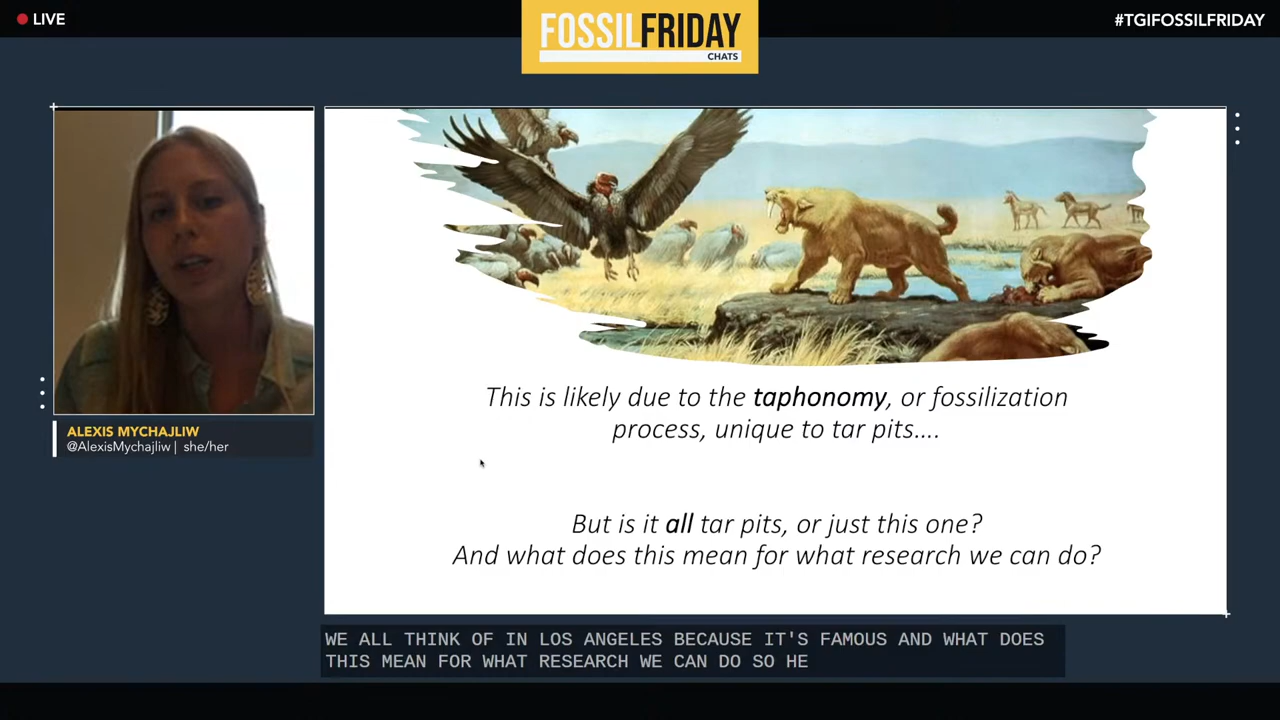 LIVE
FOSSILFRIDAY
CHATS
#TGIFOSSILFRIDAY
ALEXIS MYCHAJLIW
@AlexisMychajliw | she/her
This is likely due to the taphonomy, or fossilization
process, unique to tar pits....
But is it all tar pits, or just this one?
And what does this mean for what research we can do?
WE ALL THINK OF IN LOS ANGELES BECAUSE IT'S FAMOUS AND WHAT DOES
THIS MEAN FOR WHAT RESEARCH WE CAN DO SO HE